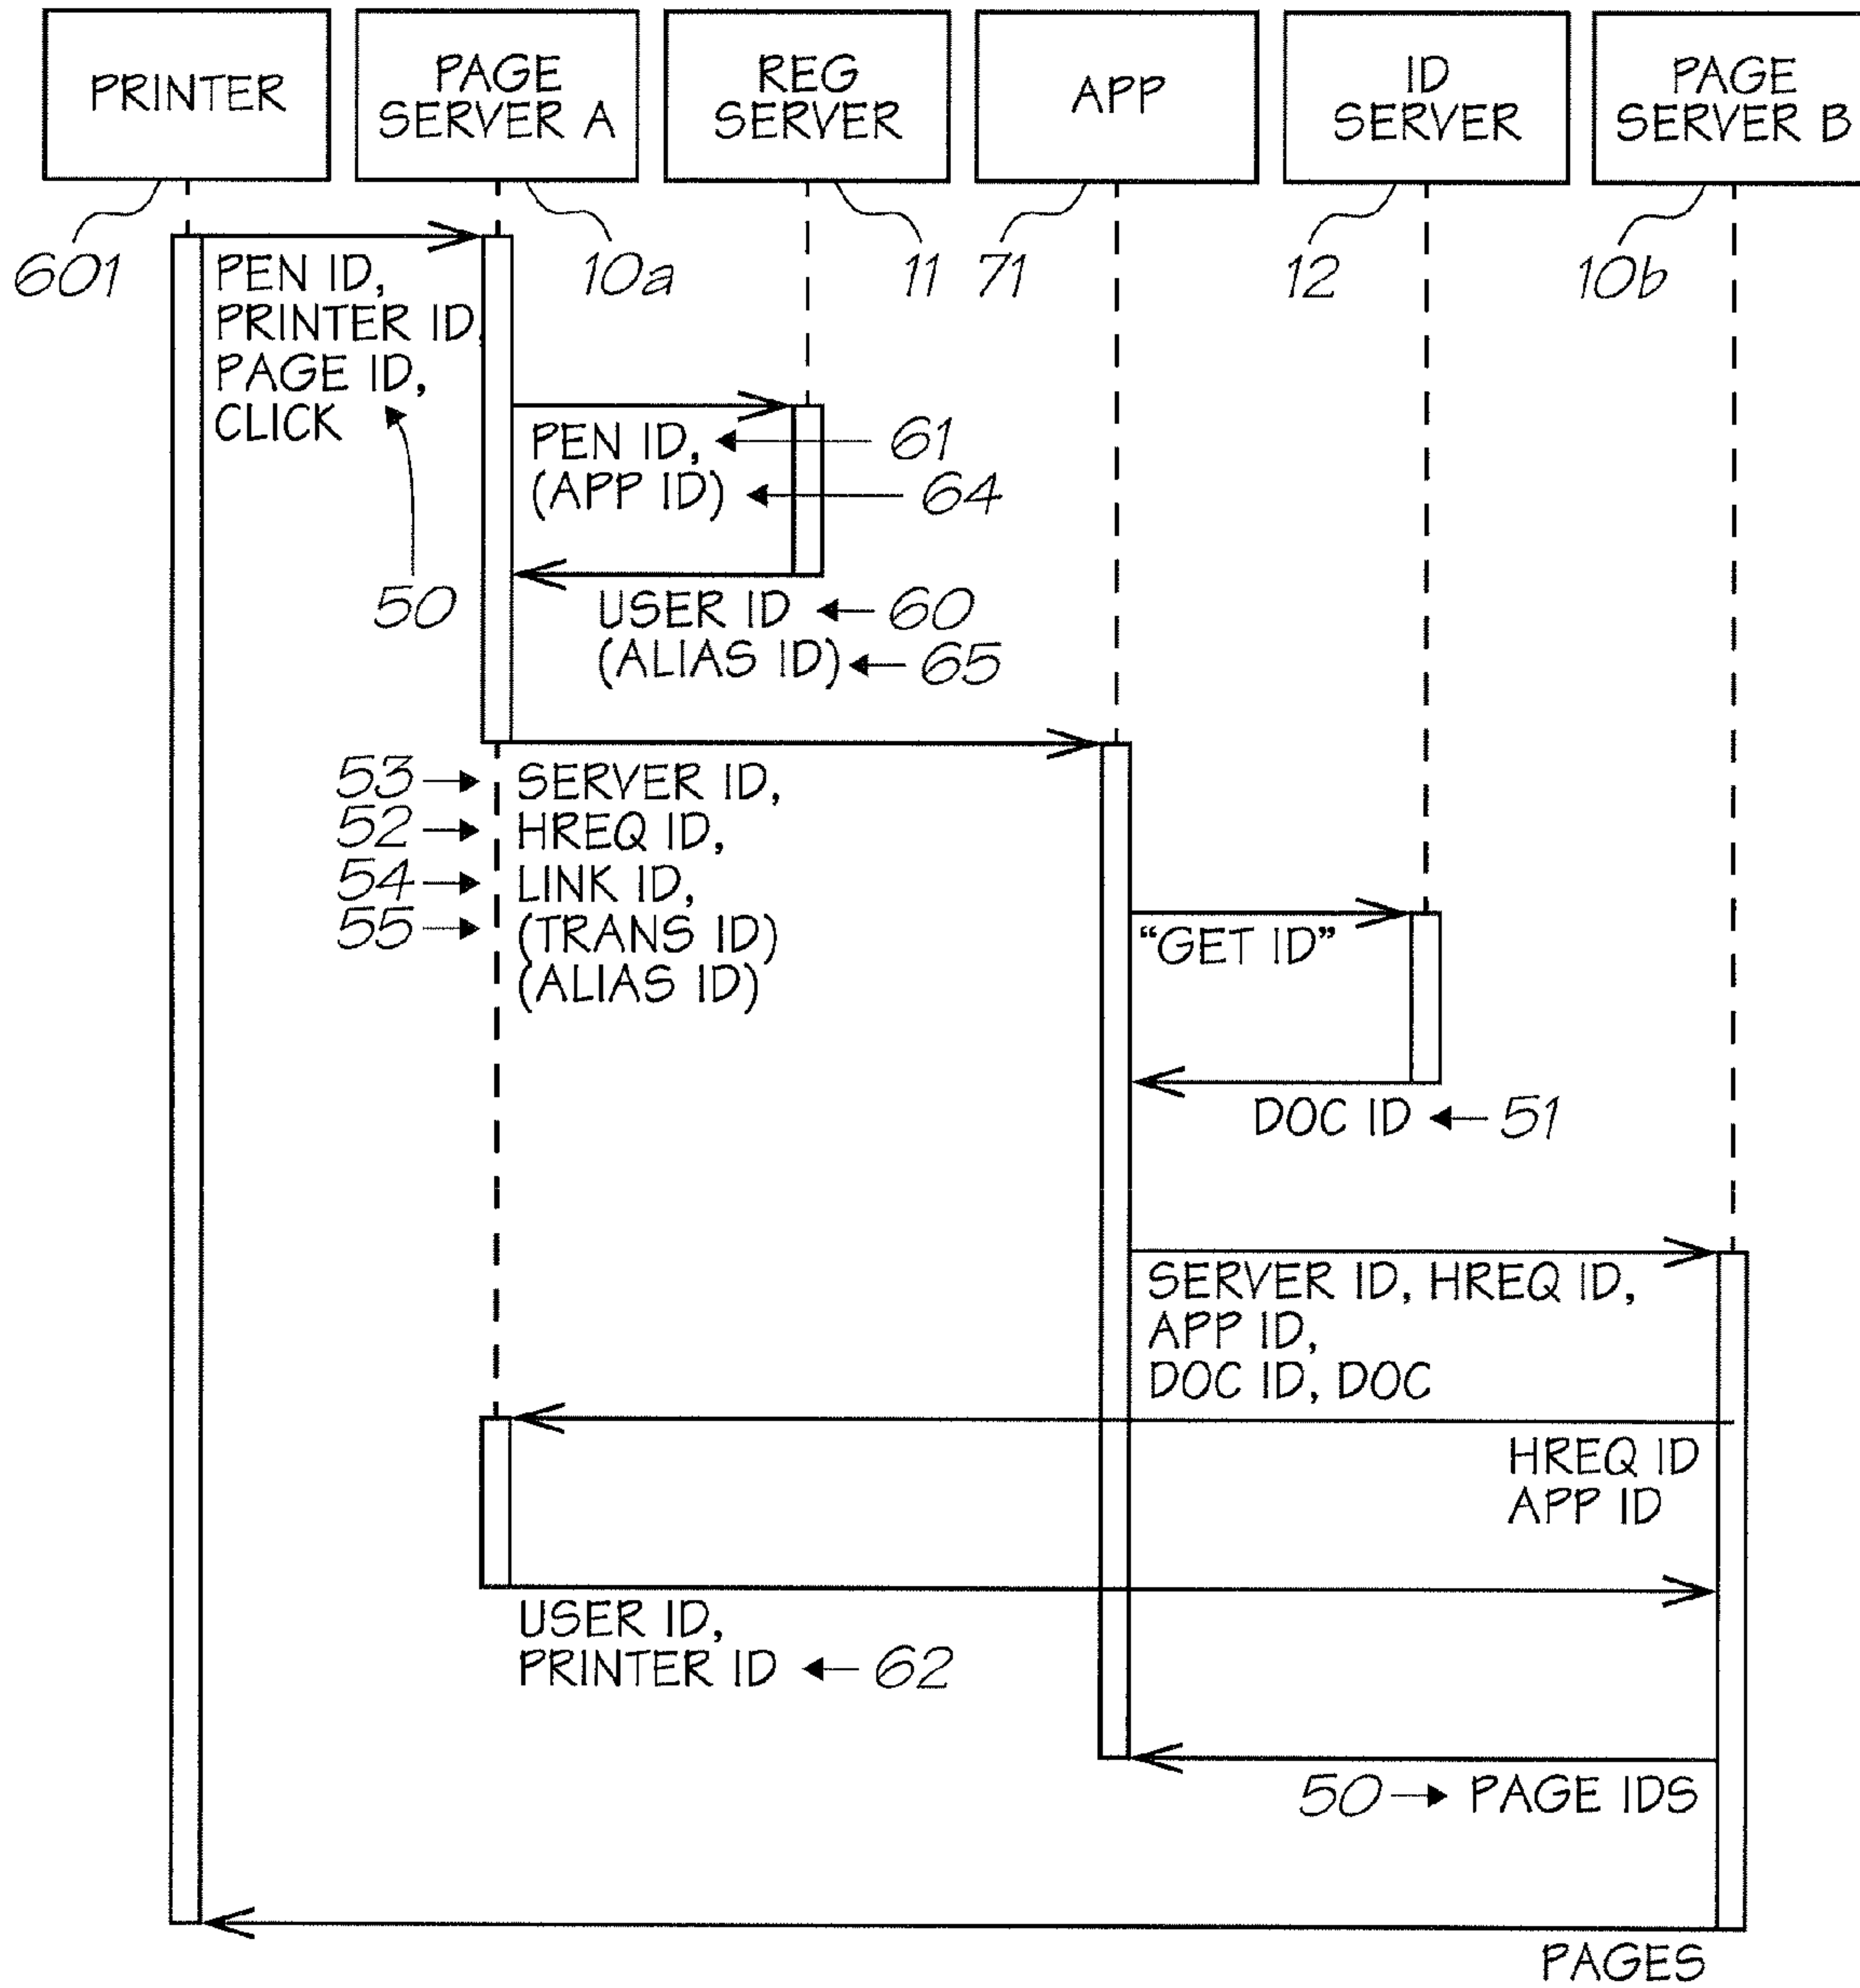 PRINTER
PAGE
SERVER A
REG
SERVER
APP
ID
SERVER
PAGE
SERVER B
601
10a
11
71
12
10b
PEN ID,
PRINTER ID,
PAGE ID,
CLICK
50
PEN ID,
61
(APP ID)
64
USER ID
60
(ALIAS ID)
65
53
SERVER ID,
52
HREQ ID,
54
LINK ID,
55
(TRANS ID)
(ALIAS ID)
“GET ID”
DOC ID
51
SERVER ID, HREQ ID,
APP ID,
DOC ID, DOC
HREQ ID
APP ID
USER ID,
PRINTER ID
62
50
PAGE IDS
PAGES